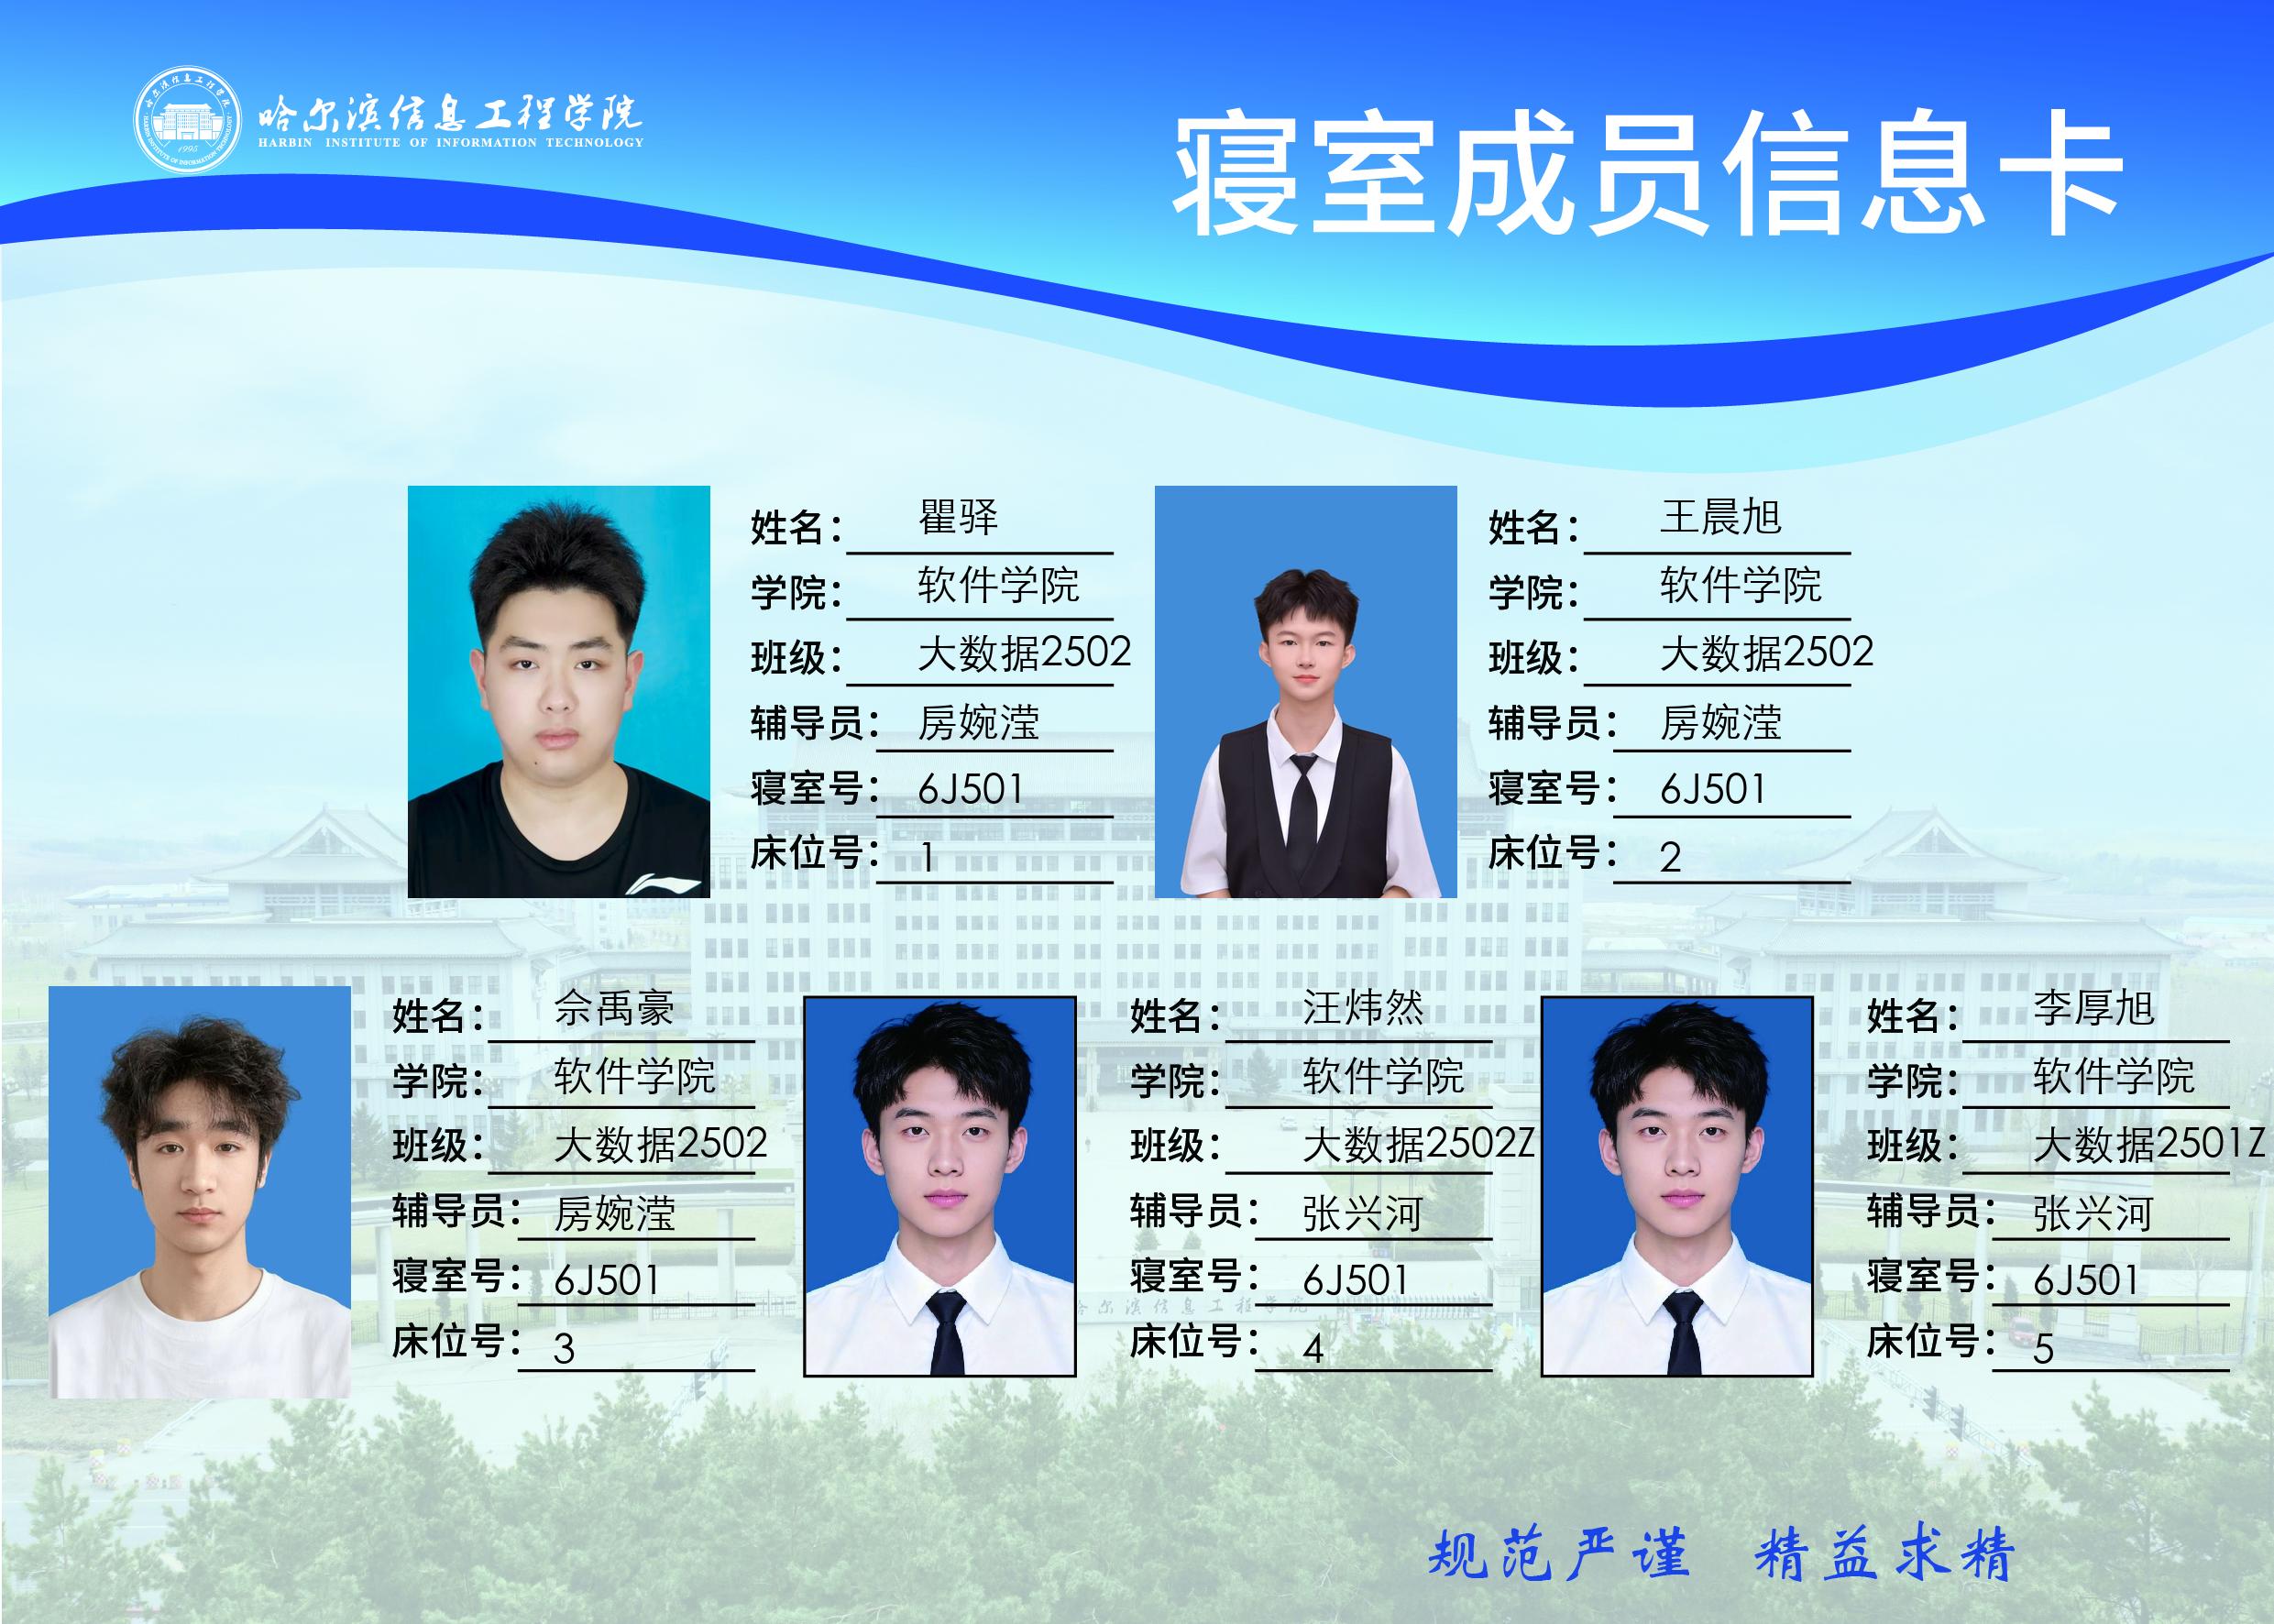 哈尔滨信息工程学院
HARBIN INSTITUTE OF INFORMATION TECHNOLOGY
1995
寝室成员信息卡
姓名：瞿驿
学院：软件学院
班级：大数据2502
辅导员：房婉滢
寝室号：6J501
床位号：1
姓名：王晨旭
学院：软件学院
班级：大数据2502
辅导员：房婉滢
寝室号：6J501
床位号：2
姓名：佘禹豪
学院：软件学院
班级：大数据2502
辅导员：房婉滢
寝室号：6J501
床位号：3
姓名：汪炜然
学院：软件学院
班级：大数据2502Z
辅导员：张兴河
寝室号：6J501
床位号：4
姓名：李厚旭
学院：软件学院
班级：大数据2501Z
辅导员：张兴河
寝室号：6J501
床位号：5
哈尔滨信息工程学院
规范严谨 精益求精